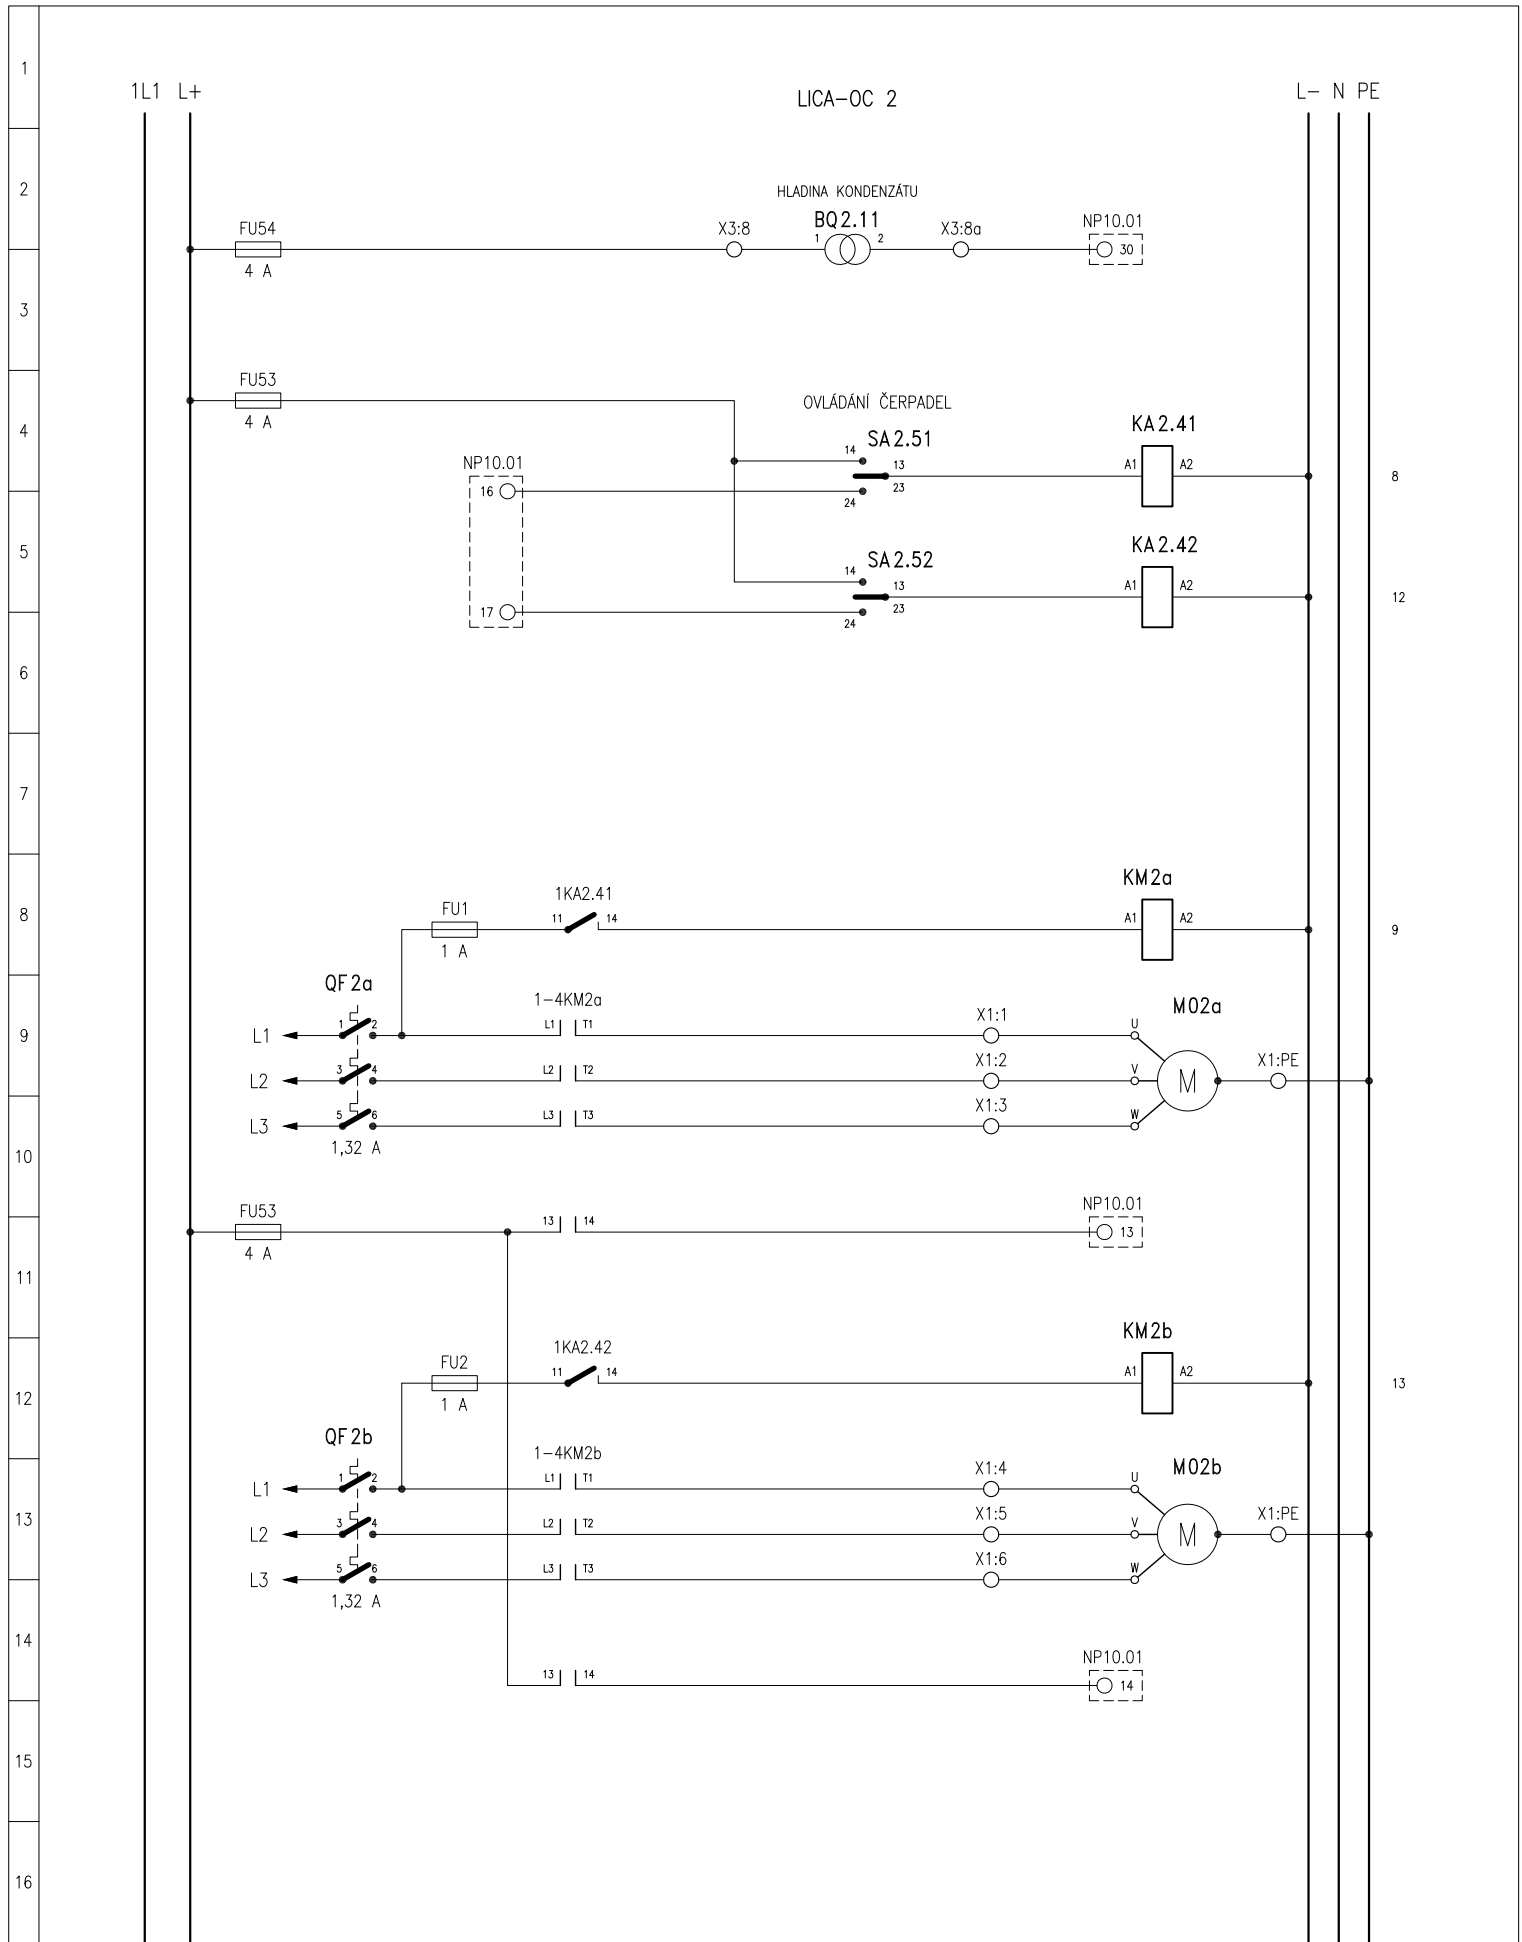 1
1L1 L+
LICA-OC 2
L- N PE
2
HLADINA KONDENZÁTU
FU54
X3:8
BQ2.11
X3:8a
NP10.01
1
2
30
4 A
3
FU53
4 A
OVLÁDÁNÍ ČERPADEL
4
SA2.51
KA2.41
14
13
A1
A2
8
NP10.01
16
23
24
5
SA2.52
KA2.42
14
13
A1
A2
12
17
23
24
6
7
KM2a
8
1KA2.41
FU1
11
14
A1
A2
9
1 A
QF2a
1-4KM2a
M02a
9
L1
1
2
L1
T1
X1:1
U
L2
3
4
L2
T2
X1:2
V
M
X1:PE
L3
5
6
L3
T3
X1:3
W
1,32 A
10
FU53
13
14
NP10.01
13
4 A
11
KM2b
1KA2.42
FU2
11
14
A1
A2
13
12
1 A
QF2b
1-4KM2b
M02b
L1
1
2
L1
T1
X1:4
U
13
L2
3
4
L2
T2
X1:5
V
M
X1:PE
L3
5
6
L3
T3
X1:6
W
1,32 A
14
NP10.01
13
14
14
15
16